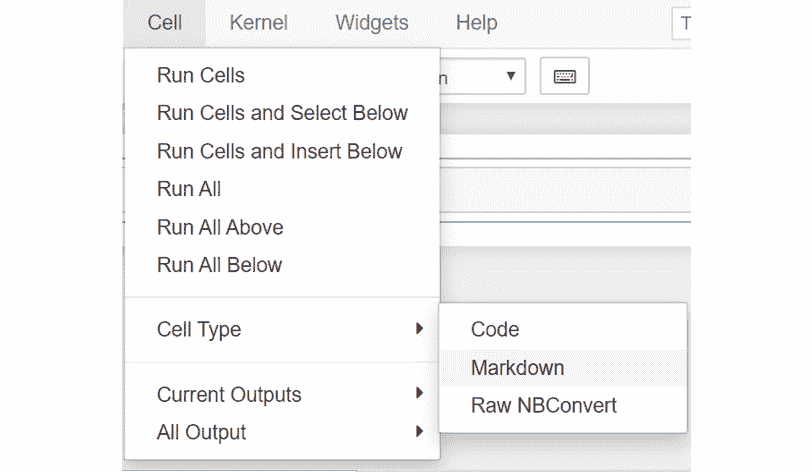 Cell Kernel Widgets Help T
n
Run Cells
Run Cells and Select Below
Run Cells and Insert Below
Run All
Run All Above
Run All Below
Cell Type
Code
Markdown
Raw NBConvert
Current Outputs
All Output